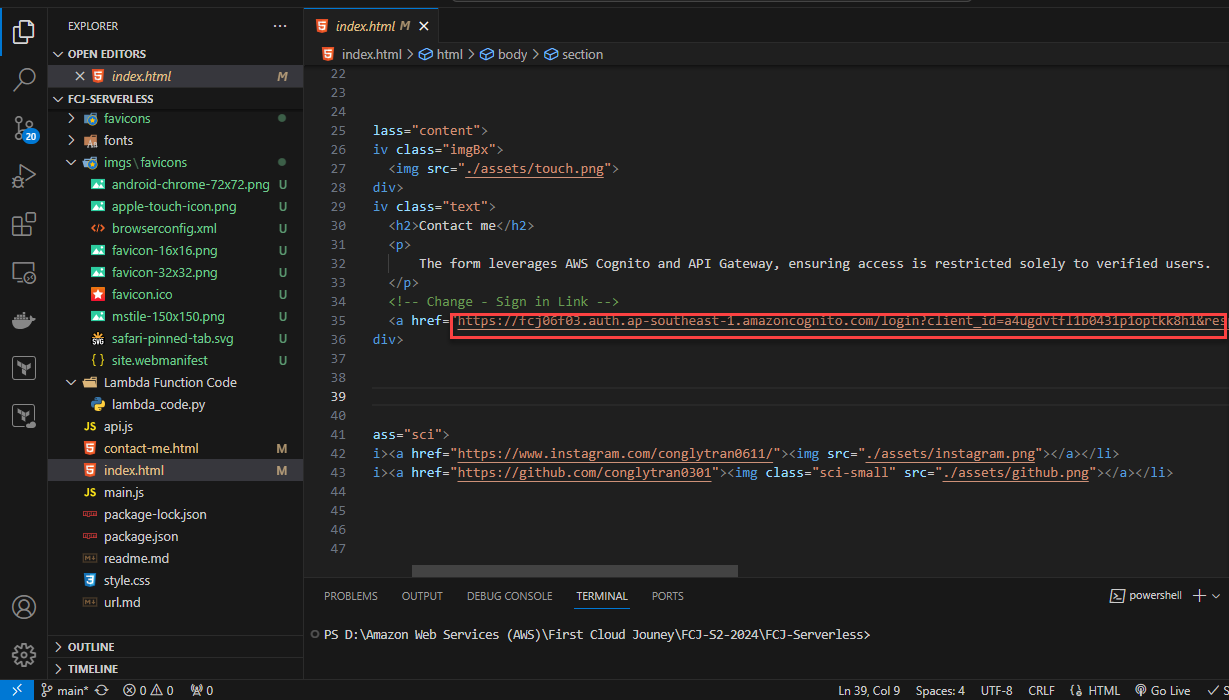 EXPLORER
OPEN EDITORS
index.html M
FCJ-SERVERLESS
favicons
fonts
imgs\favicons
android-chrome-72x72.png U
apple-touch-icon.png U
browserconfig.xml U
favicon-16x16.png U
favicon-32x32.png U
favicon.ico U
mstile-150x150.png U
SVG safari-pinned-tab.svg U
{ } site.webmanifest U
Lambda Function Code
lambda_code.py
JS api.js
contact-me.html M
index.html M
JS main.js
package-lock.json
package.json
readme.md
style.css
url.md
OUTLINE
TIMELINE
20
index.html M
index.html > html > body > section
22
23
24
25 lass="content">
26 iv class="imgBx">
27 <img src="./assets/touch.png">
28 div>
29 iv class="text">
30 <h2>Contact me</h2>
31 <p>
32 The form leverages AWS Cognito and API Gateway, ensuring access is restricted solely to verified users.
33 </p>
34 <!-- Change - Sign in Link -->
35 <a href="https://fcj06f03.auth.ap-southeast-1.amazoncognito.com/login?client_id=a4ugdvtfl1b0431p1optkk8h1&res
36 div>
37
38
39
40
41 ass="sci">
42 i><a href="https://www.instagram.com/conglytran0611/"><img src="./assets/instagram.png"></a></li>
43 i><a href="https://github.com/conglytran0301"><img class="sci-small" src="./assets/github.png"></a></li>
44
45
46
47
PROBLEMS OUTPUT DEBUG CONSOLE TERMINAL PORTS
powershell
PS D:\Amazon Web Services (AWS)\First Cloud Jouney\FCJ-S2-2024\FCJ-Serverless>
main* 0 0 0 Ln 39, Col 9 Spaces: 4 UTF-8 CRLF HTML Go Live